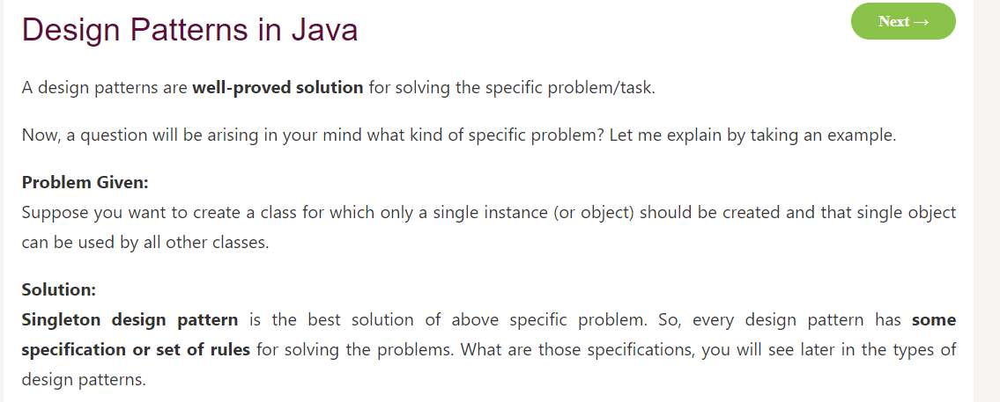 Design Patterns in Java
Next →
A design patterns are well-proved solution for solving the specific problem/task.
Now, a question will be arising in your mind what kind of specific problem? Let me explain by taking an example.
Problem Given:
Suppose you want to create a class for which only a single instance (or object) should be created and that single object
can be used by all other classes.
Solution:
Singleton design pattern is the best solution of above specific problem. So, every design pattern has some
specification or set of rules for solving the problems. What are those specifications, you will see later in the types of
design patterns.